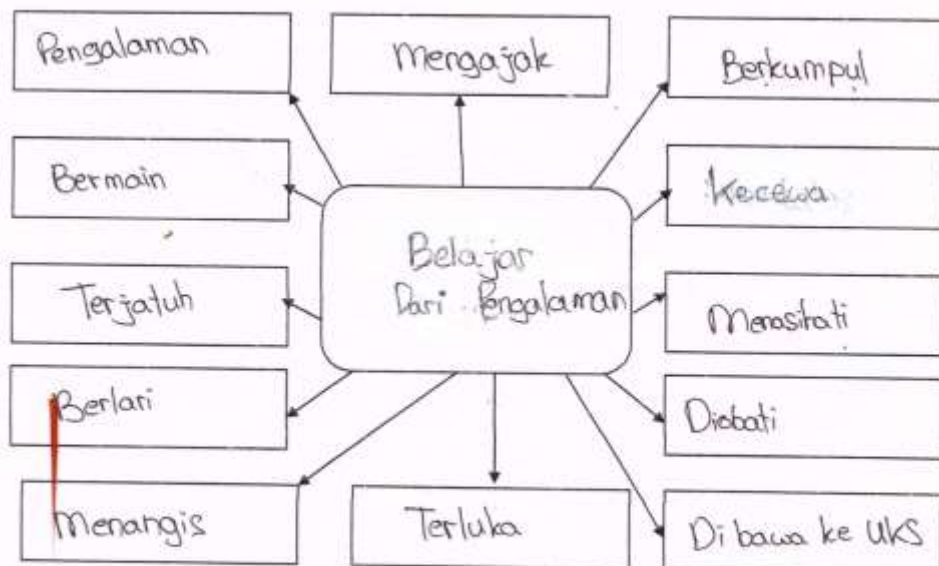 Pengalaman
Mengajak
Berkumpul
Bermain
Kecewa
Belajar
Dari Pengalaman
Terjatuh
Menasihati
Berlari
Diobati
Menangis
Terluka
Di bawa ke UKS